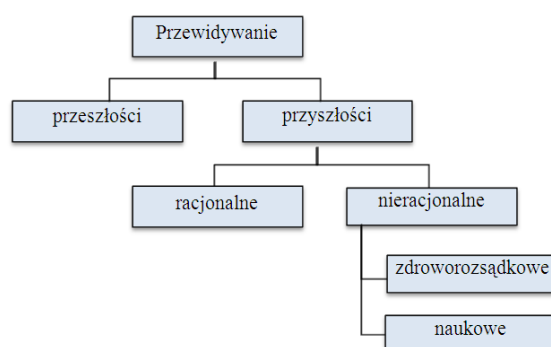 Przewidywanie
przeszłości
przyszłości
racjonalne
nieracjonalne
zdroworozsądkowe
naukowe